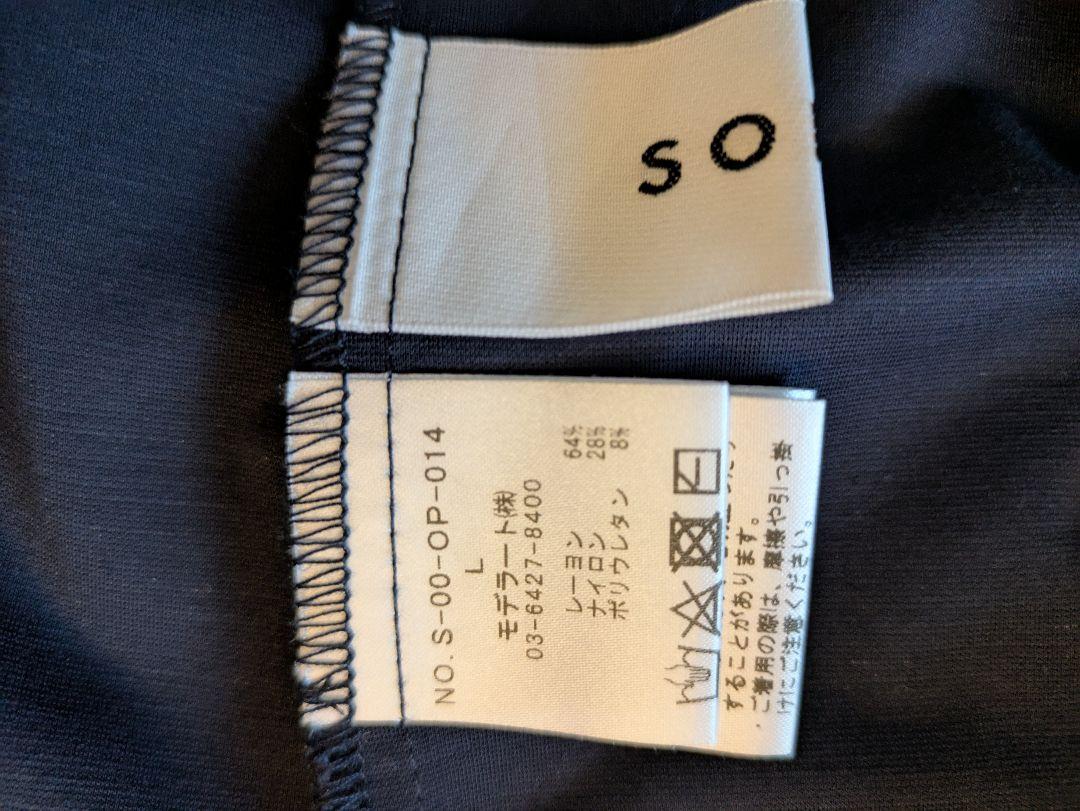 S O
NO. S-00-OP-014
L
モデラート(株)
03-6427-8400
レーヨン 64%
ナイロン 28%
ポリウレタン 8%
することがあります。
・ご着用の際は、摩擦や引っ掛
けにご注意ください。